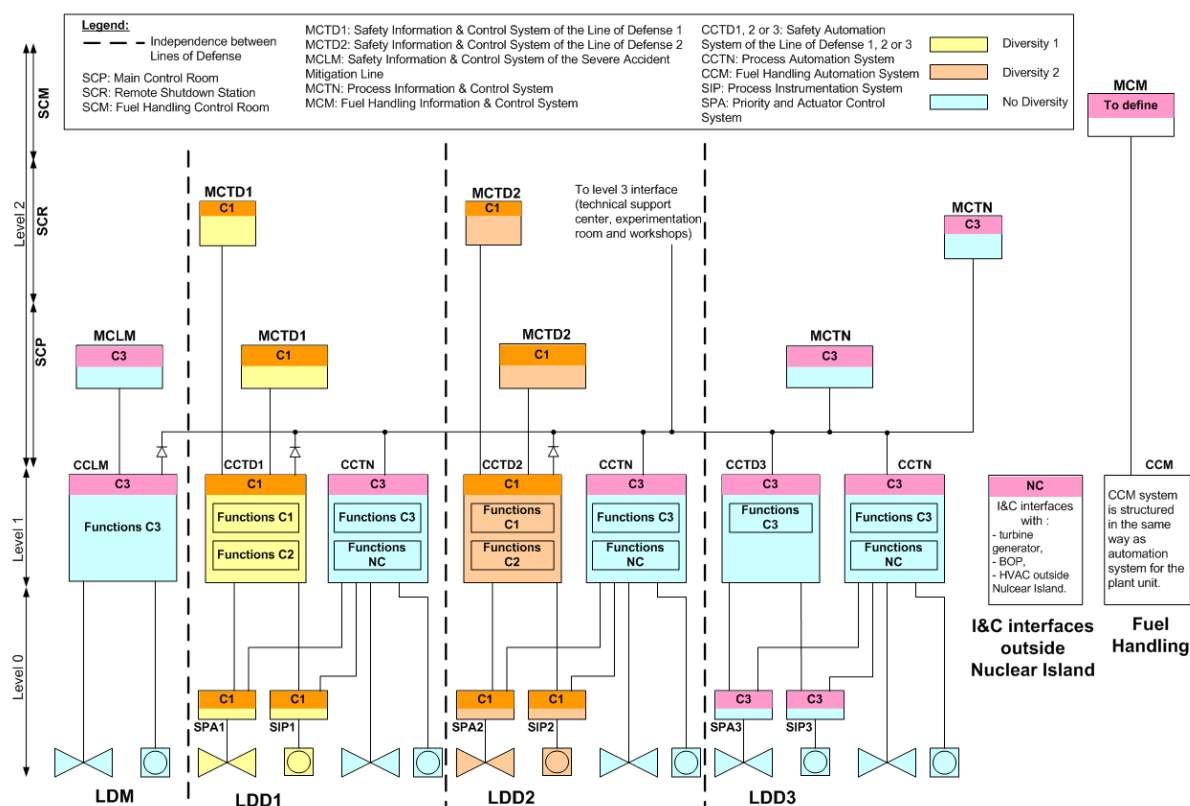 Legend:
Independence between
Lines of Defense
SCP: Main Control Room
SCR: Remote Shutdown Station
SCM: Fuel Handling Control Room
MCTD1: Safety Information & Control System of the Line of Defense 1
MCTD2: Safety Information & Control System of the Line of Defense 2
MCLM: Safety Information & Control System of the Severe Accident
Mitigation Line
MCTN: Process Information & Control System
MCM: Fuel Handling Information & Control System
CCTD1, 2 or 3: Safety Automation
System of the Line of Defense 1, 2 or 3
CCTN: Process Automation System
CCM: Fuel Handling Automation System
SIP: Process Instrumentation System
SPA: Priority and Actuator Control
System
Diversity 1
Diversity 2
No Diversity
MCM
To define
SCM
Level 2
SCR
SCP
Level 1
Level 0
MCTD1
C1
MCTD2
C1
To level 3 interface
(technical support
center, experimentation
room and workshops)
MCTN
C3
MCLM
C3
MCTD1
C1
MCTD2
C1
MCTN
C3
CCLM
C3
Functions C3
CCTD1
C1
Functions C1
Functions C2
CCTN
C3
Functions C3
Functions
NC
CCTD2
C1
Functions
C1
Functions
C2
CCTN
C3
Functions C3
Functions
NC
CCTD3
C3
Functions
C3
CCTN
C3
Functions C3
Functions
NC
NC
I&C interfaces
with :
- turbine
generator,
- BOP,
- HVAC outside
Nulcear Island.
CCM
CCM system
is structured
in the same
way as
automation
system for the
plant unit.
I&C interfaces
outside
Nuclear Island
Fuel
Handling
C1
SPA1
C1
SIP1
C1
SPA2
C1
SIP2
C3
SPA3
C3
SIP3
LDM
LDD1
LDD2
LDD3